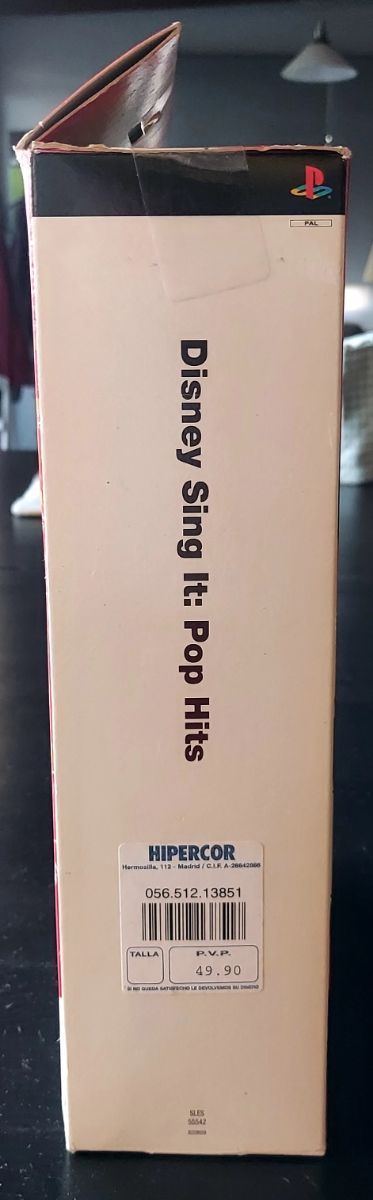 PAL
Disney Sing It: Pop Hits
HIPERCOR
Hermosilla, 112 - Madrid / C.I.F. A-28642866
056.512.13851
TALLA
P.V.P.
49.90
SI NO QUEDA SATISFECHO LE DEVOLVEMOS SU DINERO
SLES
55542